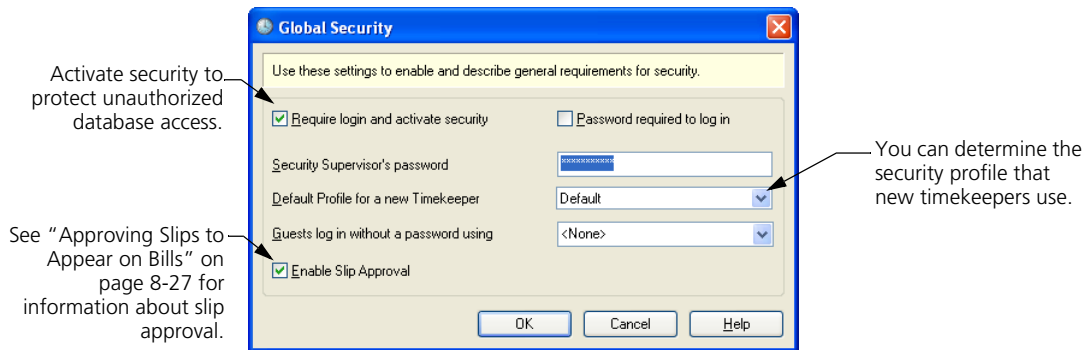 Global Security
Use these settings to enable and describe general requirements for security.
Activate security to
protect unauthorized
database access.
Require login and activate security
Password required to log in
Security Supervisor's password
***********
Default Profile for a new Timekeeper
Default
You can determine the
security profile that
new timekeepers use.
Guests log in without a password using
<None>
See “Approving Slips to
Appear on Bills” on
page 8-27 for
information about slip
approval.
Enable Slip Approval
OK
Cancel
Help